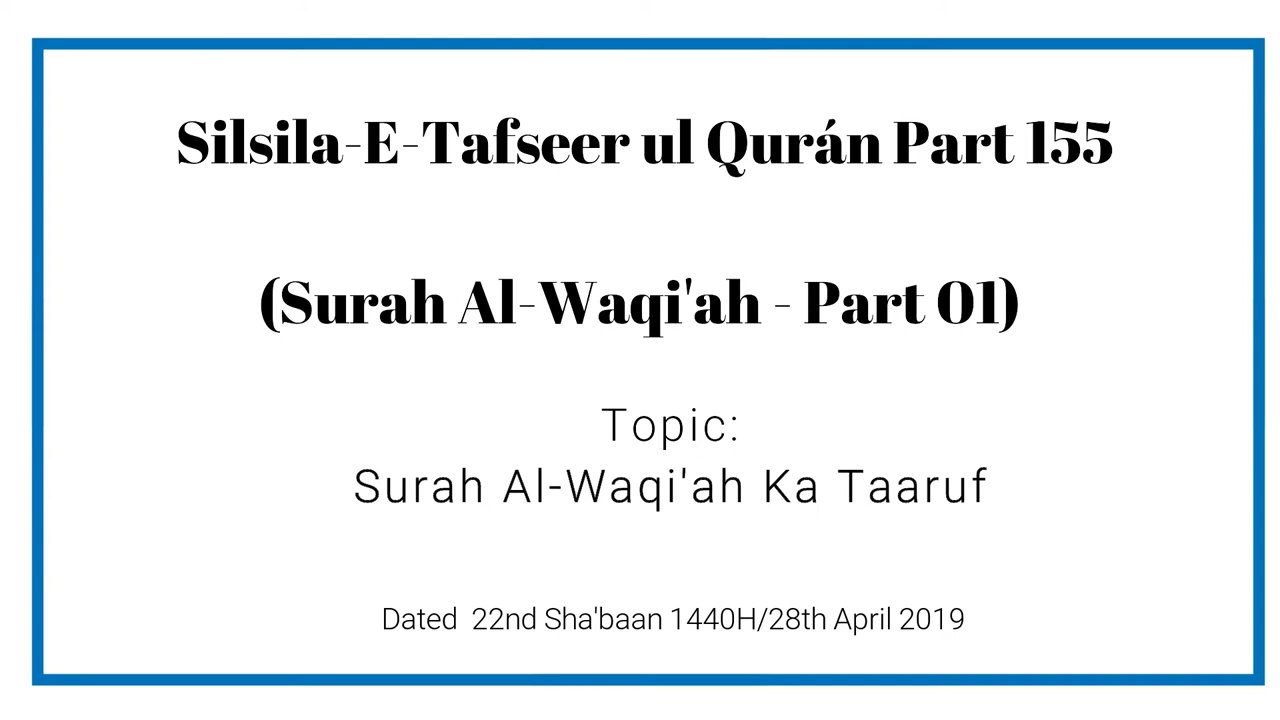 Silsila-E-Tafseer ul Qurán Part 155
(Surah Al-Waqi'ah - Part 01)
Topic:
Surah Al-Waqi'ah Ka Taaruf
Dated 22nd Sha'baan 1440H/28th April 2019